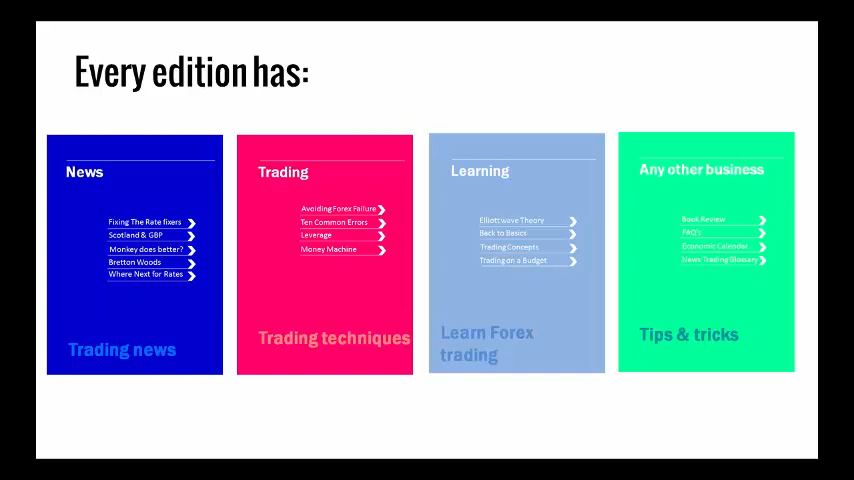 Every edition has:
News
Fixing The Rate fixers
Scotland & GBP
Monkey does better?
Bretton Woods
Where Next for Rates
Trading news
Trading
Avoiding Forex Failure
Ten Common Errors
Leverage
Money Machine
Trading techniques
Learning
Elliott wave Theory
Back to Basics
Trading Concepts
Trading on a Budget
Learn Forex
trading
Any other business
Book Review
FAQ's
Economic Calendar
News Trading Glossary
Tips & tricks